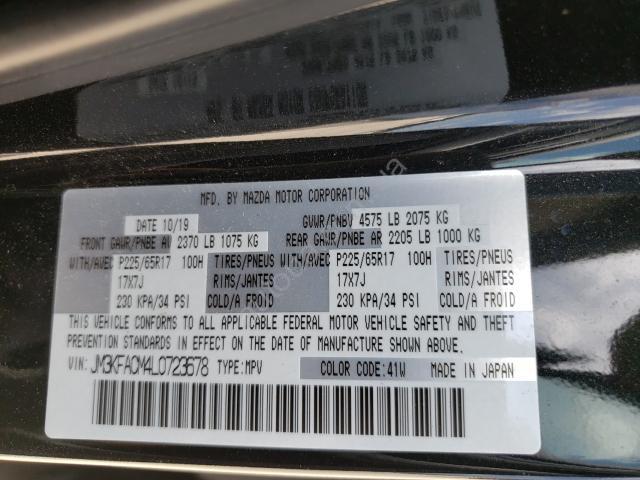 MFD. BY MAZDA MOTOR CORPORATION
DATE 10/19 GVWR/PNBV 4575 LB 2075 KG
FRONT GAWR/PNBE AV 2370 LB 1075 KG REAR GAWR/PNBE AR 2205 LB 1000 KG
WITH/AVEC P225/65R17 100H TIRES/PNEUS WITH/AVEC P225/65R17 100H TIRES/PNEUS
17X7J RIMS/JANTES 17X7J RIMS/JANTES
230 KPA/34 PSI COLD/A FROID 230 KPA/34 PSI COLD/A FROID
THIS VEHICLE CONFORMS TO ALL APPLICABLE FEDERAL MOTOR VEHICLE SAFETY AND THEFT
PREVENTION STANDARDS IN EFFECT ON THE DATE OF MANUFACTURE SHOWN ABOVE.
VIN: JM3KFACM4L0723678 TYPE:MPV COLOR CODE:41W MADE IN JAPAN